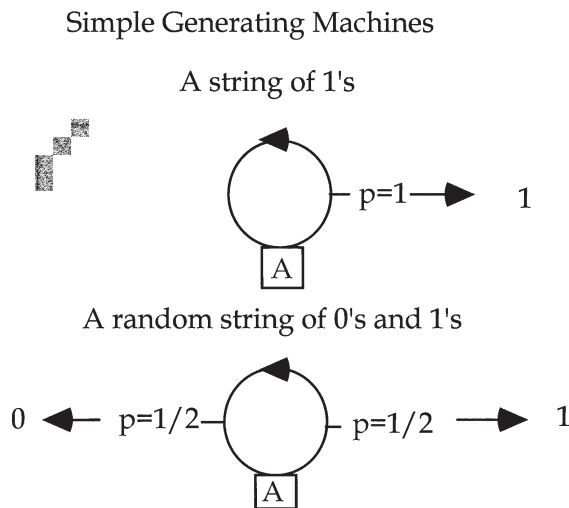 Simple Generating Machines
A string of 1's
p=1 1
A
A random string of 0's and 1's
0 p=1/2 p=1/2 1
A